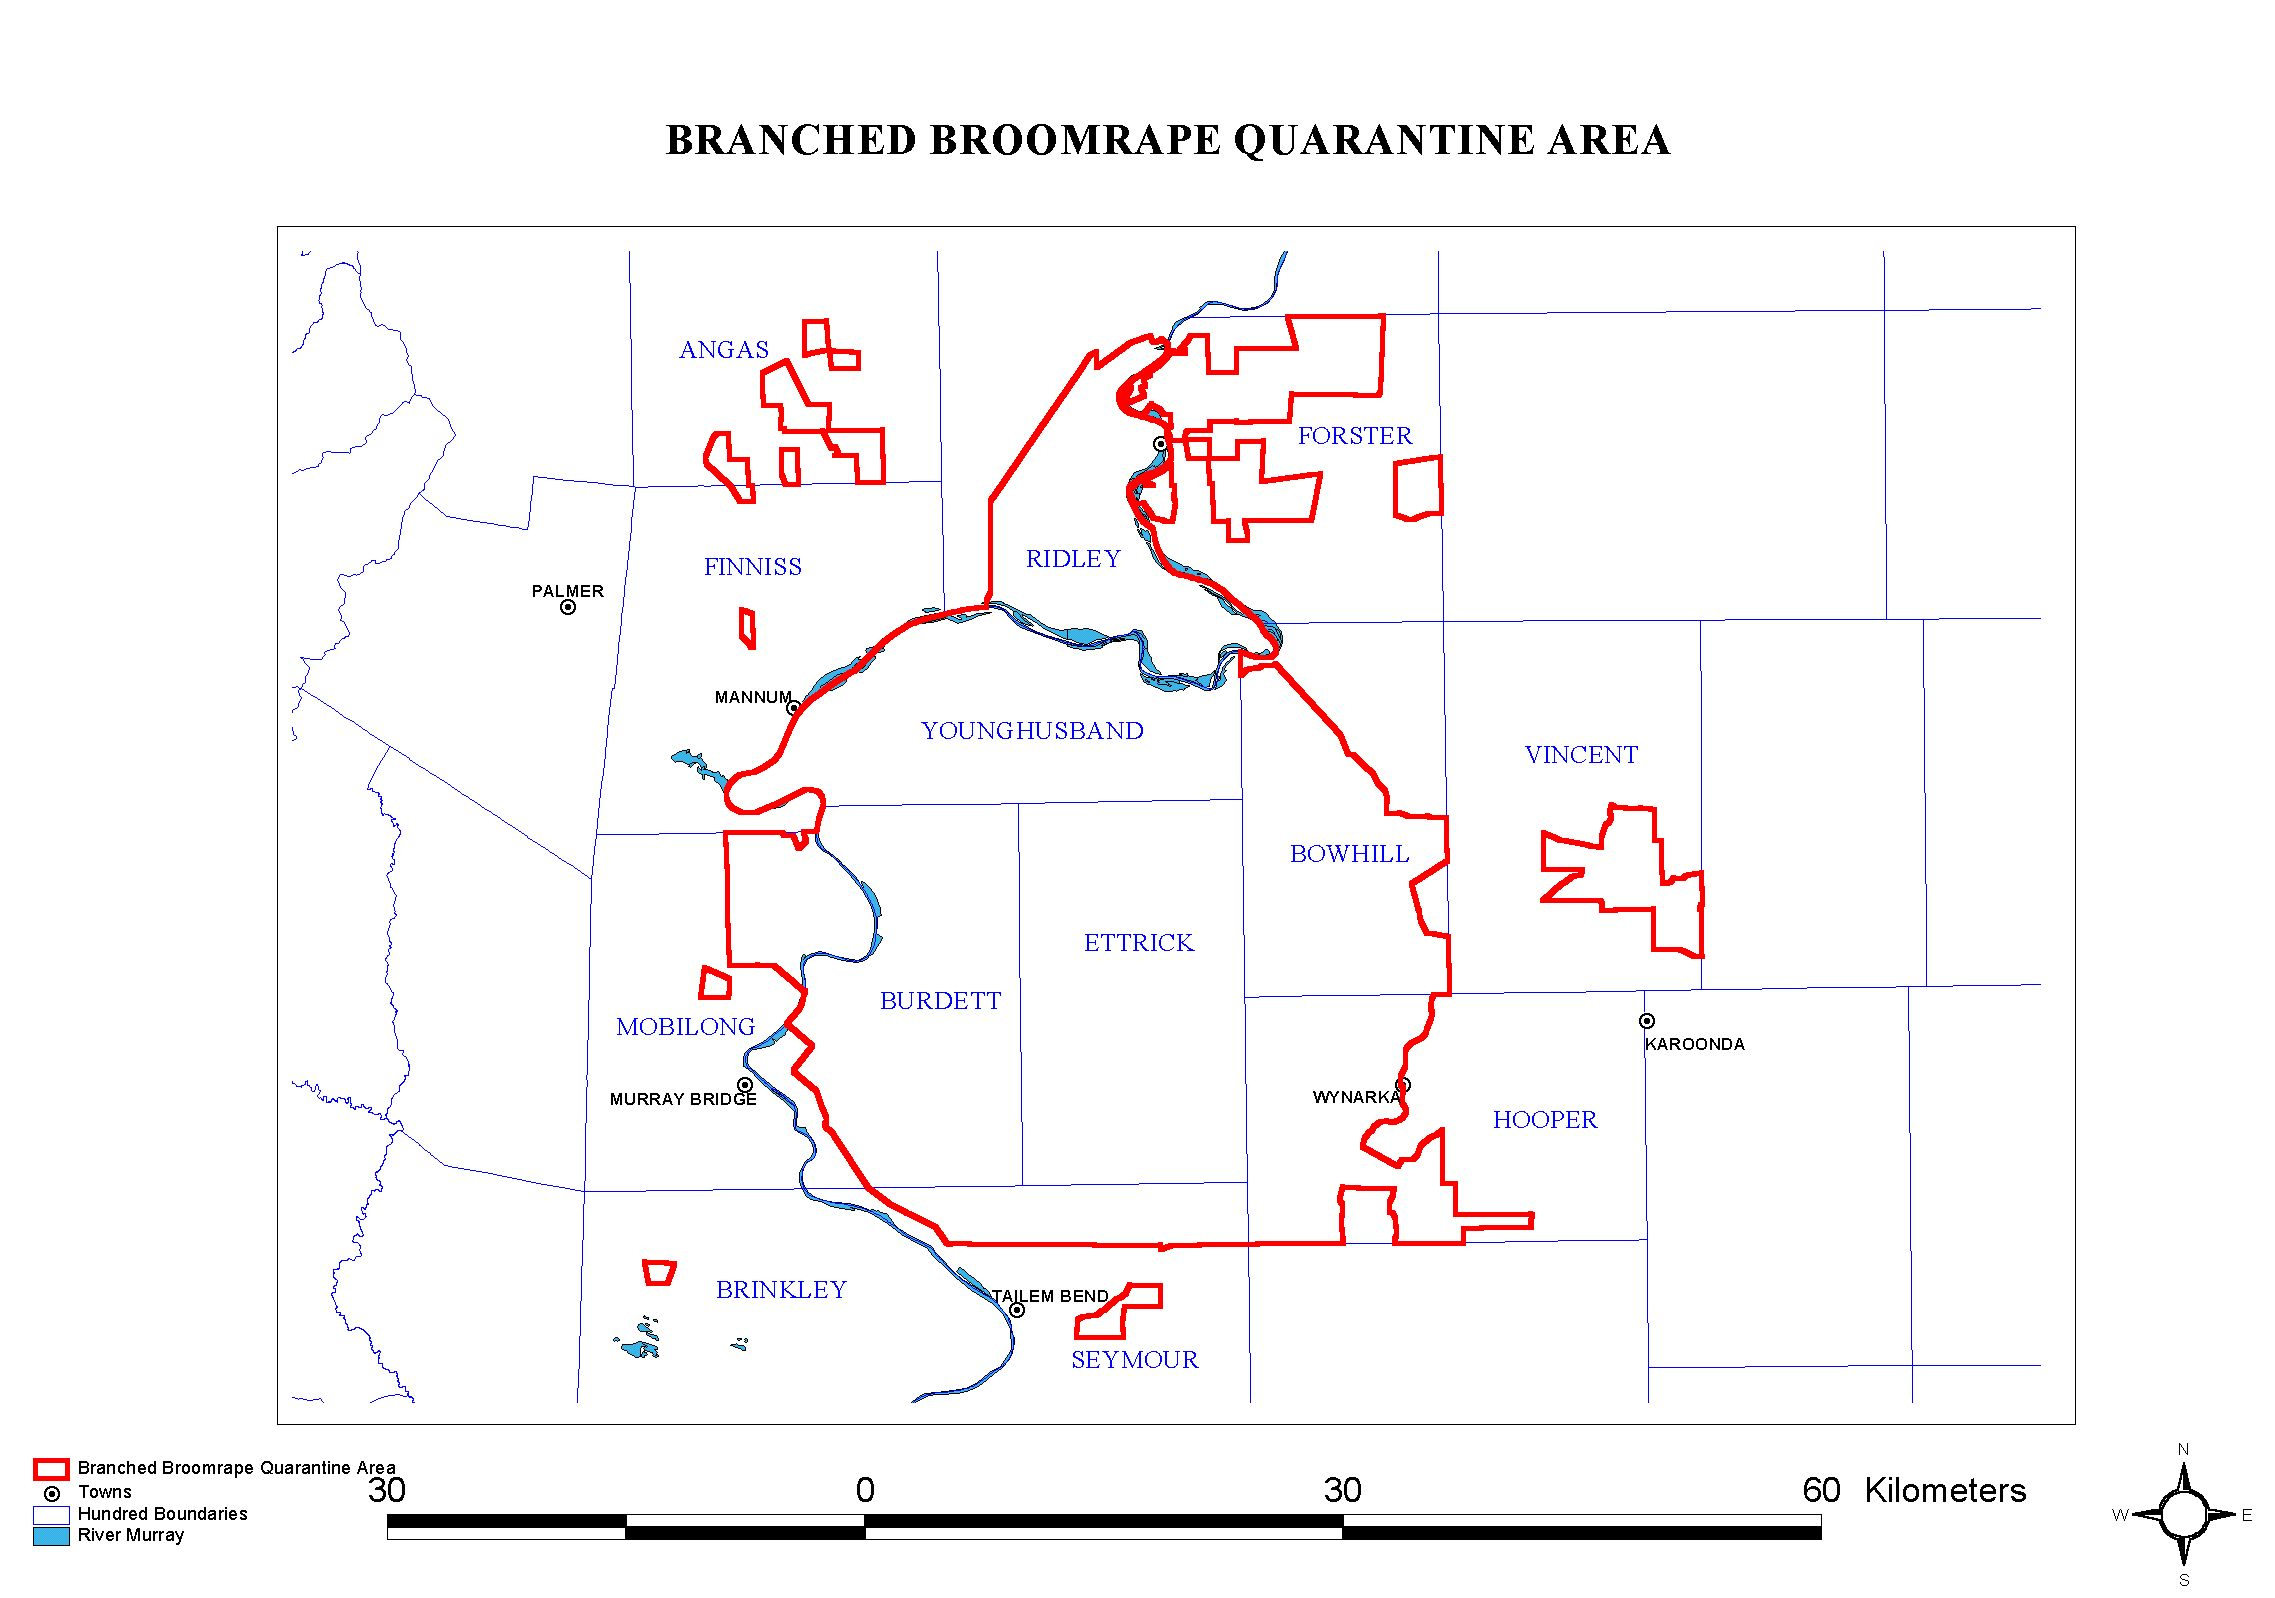 BRANCHED BROOMRAPE QUARANTINE AREA
ANGAS
FORSTER
RIDLEY
FINNISS
PALMER
MANNUM
YOUNGHUSBAND
VINCENT
BOWHILL
ETTRICK
BURDETT
MOBILONG
KAROONDA
MURRAY BRIDGE
WYNARKA
HOOPER
BRINKLEY
TAILEM BEND
SEYMOUR
Branched Broomrape Quarantine Area
Towns
Hundred Boundaries
River Murray
30 0 30 60 Kilometers
N
W E
S